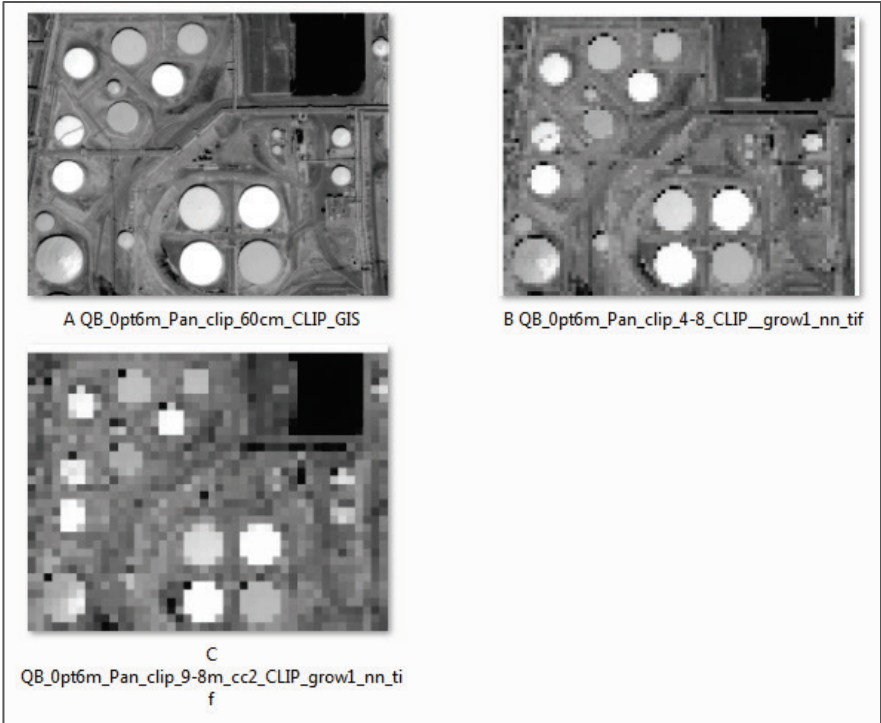 A QB_0pt6m_Pan_clip_60cm_CLIP_GIS
B QB_0pt6m_Pan_clip_4-8_CLIP__grow1_nn_tif
C
QB_0pt6m_Pan_clip_9-8m_cc2_CLIP_grow1_nn_ti
f